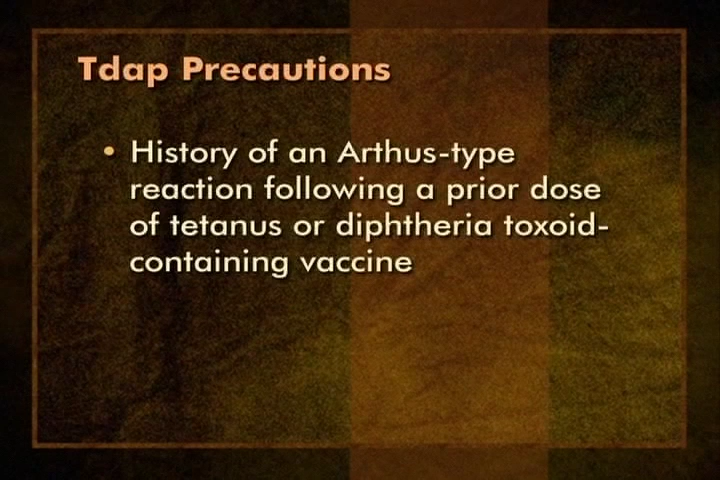 Tdap Precautions
• History of an Arthus-type
reaction following a prior dose
of tetanus or diphtheria toxoid-
containing vaccine